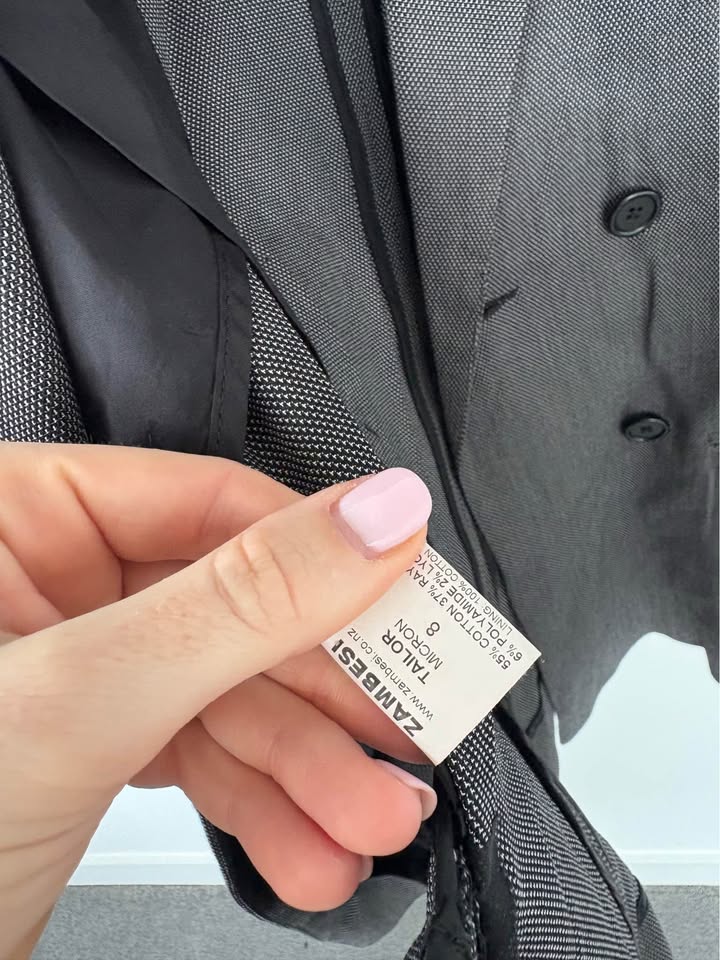 ZAMBESI
www.zambesi.co.nz
TAILOR
MICRON
8
55% COTTON 37%
6% POLYAMIDE 2%
LINING 100% COTTON